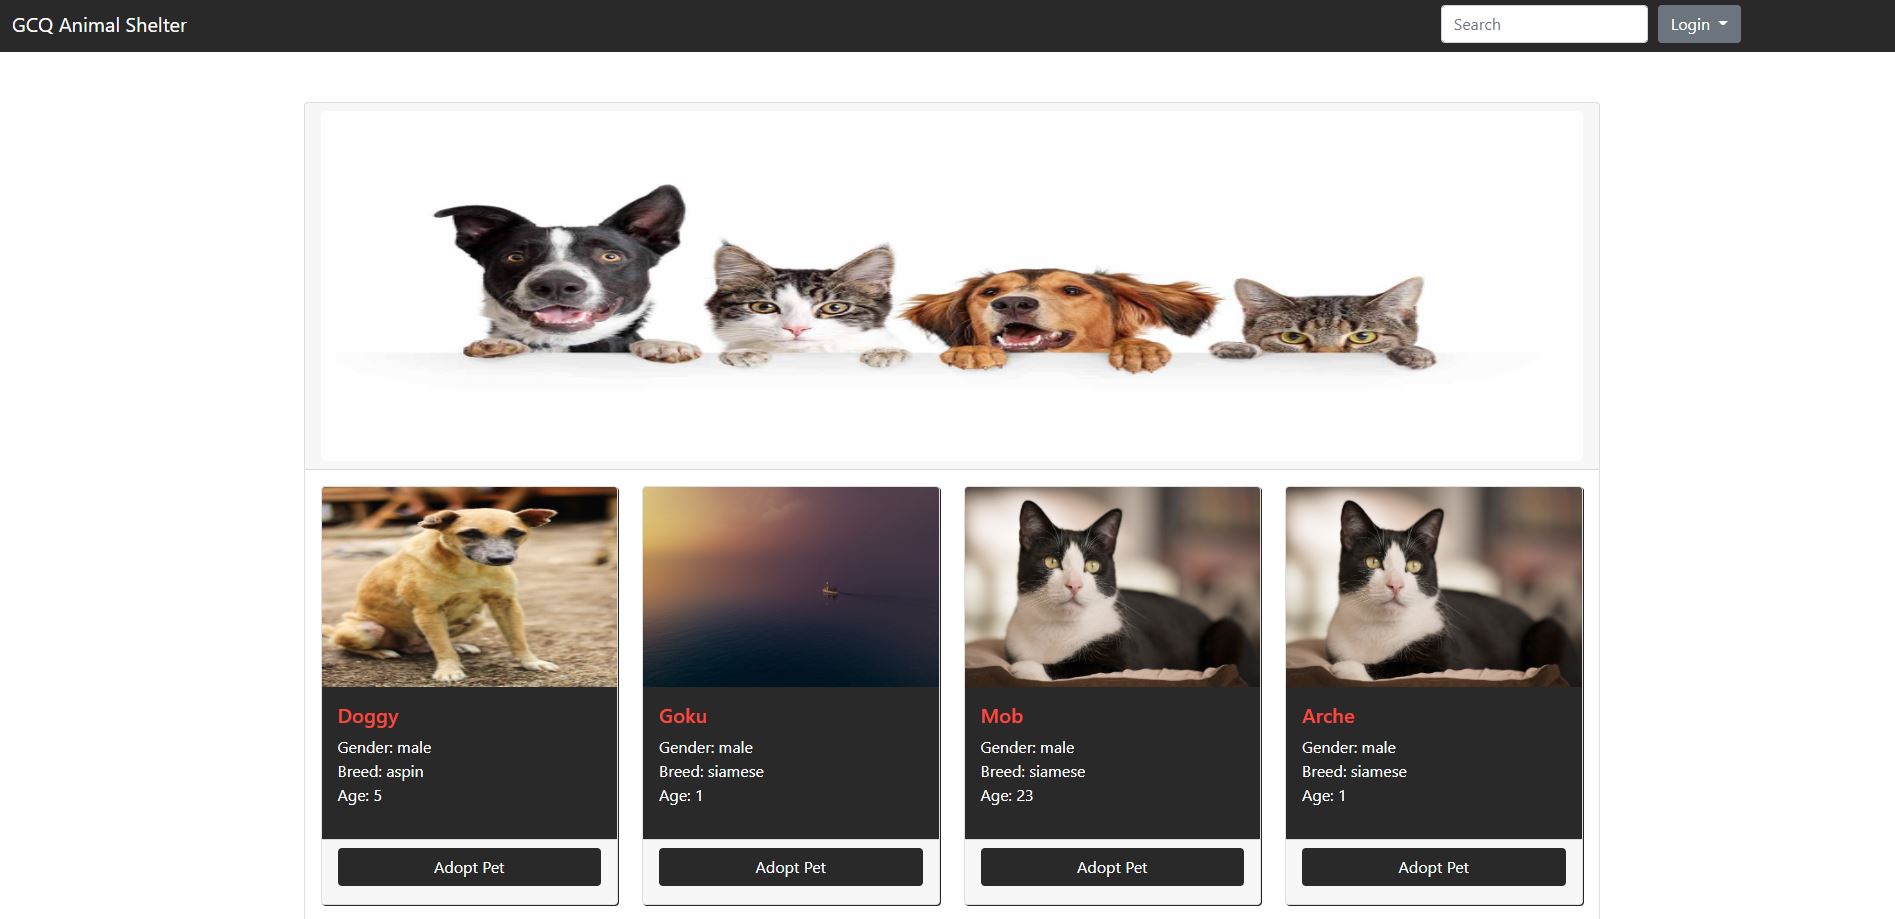 GCQ Animal Shelter
Search
Login
Doggy
Gender: male
Breed: aspin
Age: 5
Adopt Pet
Goku
Gender: male
Breed: siamese
Age: 1
Adopt Pet
Mob
Gender: male
Breed: siamese
Age: 23
Adopt Pet
Arche
Gender: male
Breed: siamese
Age: 1
Adopt Pet